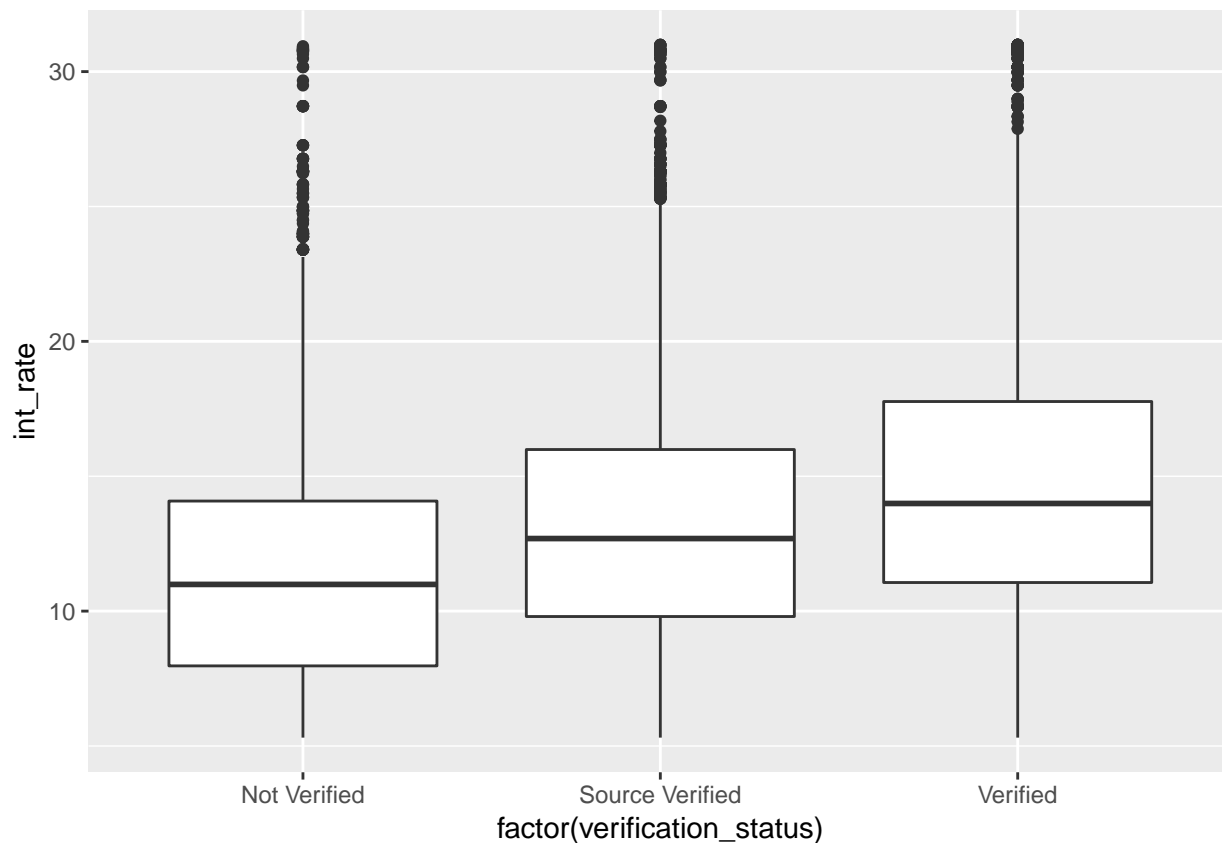 30
20
10
int_rate
Not Verified
Source Verified
Verified
factor(verification_status)